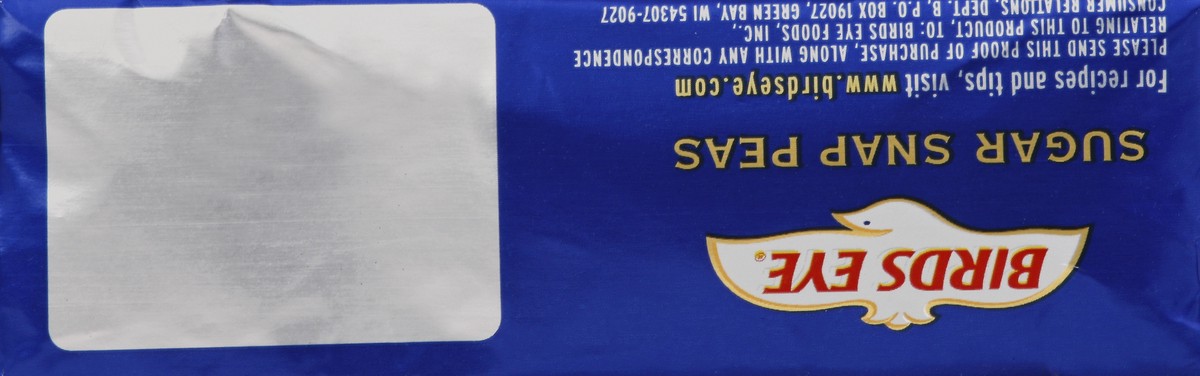 BIRDS EYE®
SUGAR SNAP PEAS
For recipes and tips, visit www.birdseye.com
PLEASE SEND THIS PROOF OF PURCHASE, ALONG WITH ANY CORRESPONDENCE
RELATING TO THIS PRODUCT, TO: BIRDS EYE FOODS, INC.,
CONSUMER RELATIONS, DEPT. B, P.O. BOX 19027, GREEN BAY, WI 54307-9027